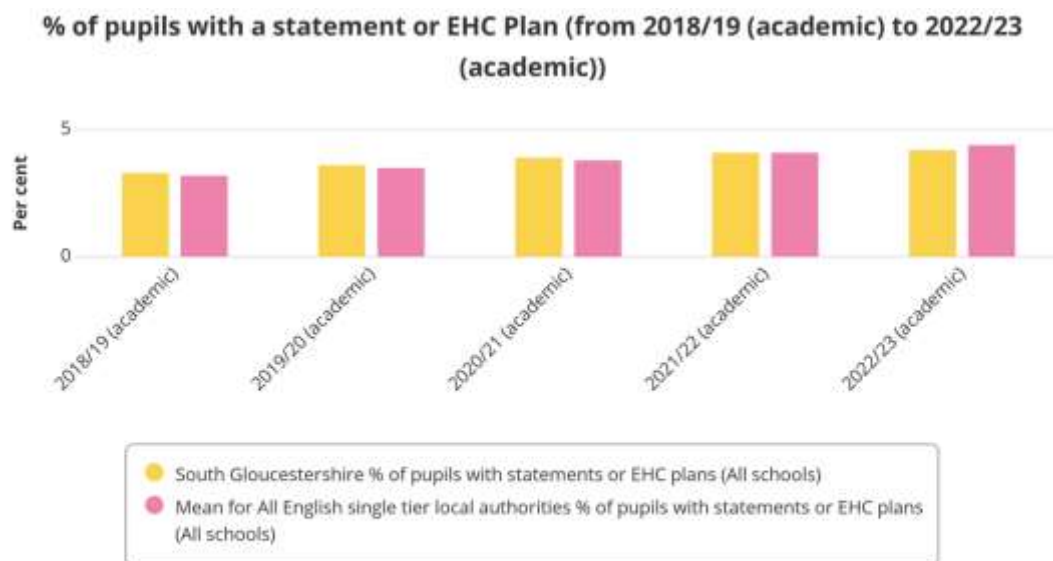 % of pupils with a statement or EHC Plan (from 2018/19 (academic) to 2022/23
(academic))
Per cent
5
0
2018/19 (academic)
2019/20 (academic)
2020/21 (academic)
2021/22 (academic)
2022/23 (academic)
South Gloucestershire % of pupils with statements or EHC plans (All schools)
Mean for All English single tier local authorities % of pupils with statements or EHC plans
(All schools)